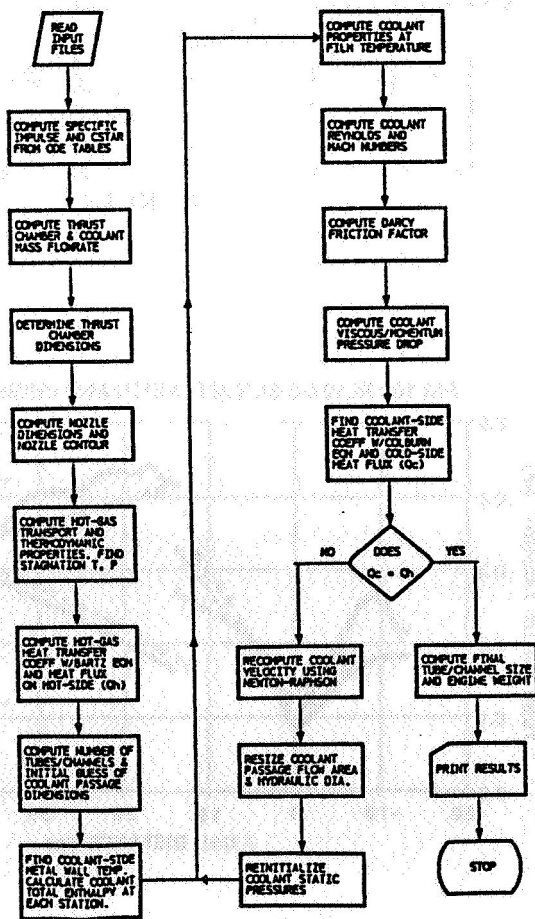 READ
INPUT
FILES
COMPUTE SPECIFIC
IMPULSE AND CSTAR
FROM ODE TABLES
COMPUTE THRUST
CHAMBER & COOLANT
MASS FLOWRATE
DETERMINE THRUST
CHAMBER
DIMENSIONS
COMPUTE NOZZLE
DIMENSIONS AND
NOZZLE CONTOUR
COMPUTE HOT-GAS
TRANSPORT AND
THERMODYNAMIC
PROPERTIES. FIND
STAGNATION T, P
COMPUTE HOT-GAS
HEAT TRANSFER
COEFF W/BARTZ EQN
AND HEAT FLUX
ON HOT-SIDE (Qh)
COMPUTE NUMBER OF
TUBES/CHANNELS &
INITIAL GUESS OF
COOLANT PASSAGE
DIMENSIONS
FIND COOLANT-SIDE
METAL WALL TEMP.
CALCULATE COOLANT
TOTAL ENTHALPY AT
EACH STATION.
COMPUTE COOLANT
PROPERTIES AT
FILM TEMPERATURE
COMPUTE COOLANT
REYNOLDS AND
MACH NUMBERS
COMPUTE DARCY
FRICTION FACTOR
COMPUTE COOLANT
VISCOUS/MOMENTUM
PRESSURE DROP
FIND COOLANT-SIDE
HEAT TRANSFER
COEFF W/COLBURN
EQN AND COLD-SIDE
HEAT FLUX (Qc)
NO
DOES
Qc = Qh
YES
RECOMPUTE COOLANT
VELOCITY USING
NEWTON-RAPHSON
RESIZE COOLANT
PASSAGE FLOW AREA
& HYDRAULIC DIA.
REINITIALIZE
COOLANT STATIC
PRESSURES
COMPUTE FINAL
TUBE/CHANNEL SIZE
AND ENGINE WEIGHT
PRINT RESULTS
STOP